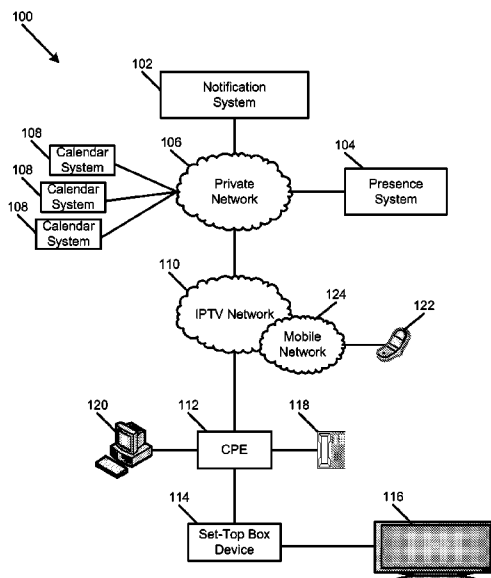 100
102
Notification
System
108
Calendar
System
106
104
108
Calendar
System
Private
Network
Presence
System
108
Calendar
System
110
124
122
IPTV Network
Mobile
Network
120
112
118
CPE
114
116
Set-Top Box
Device